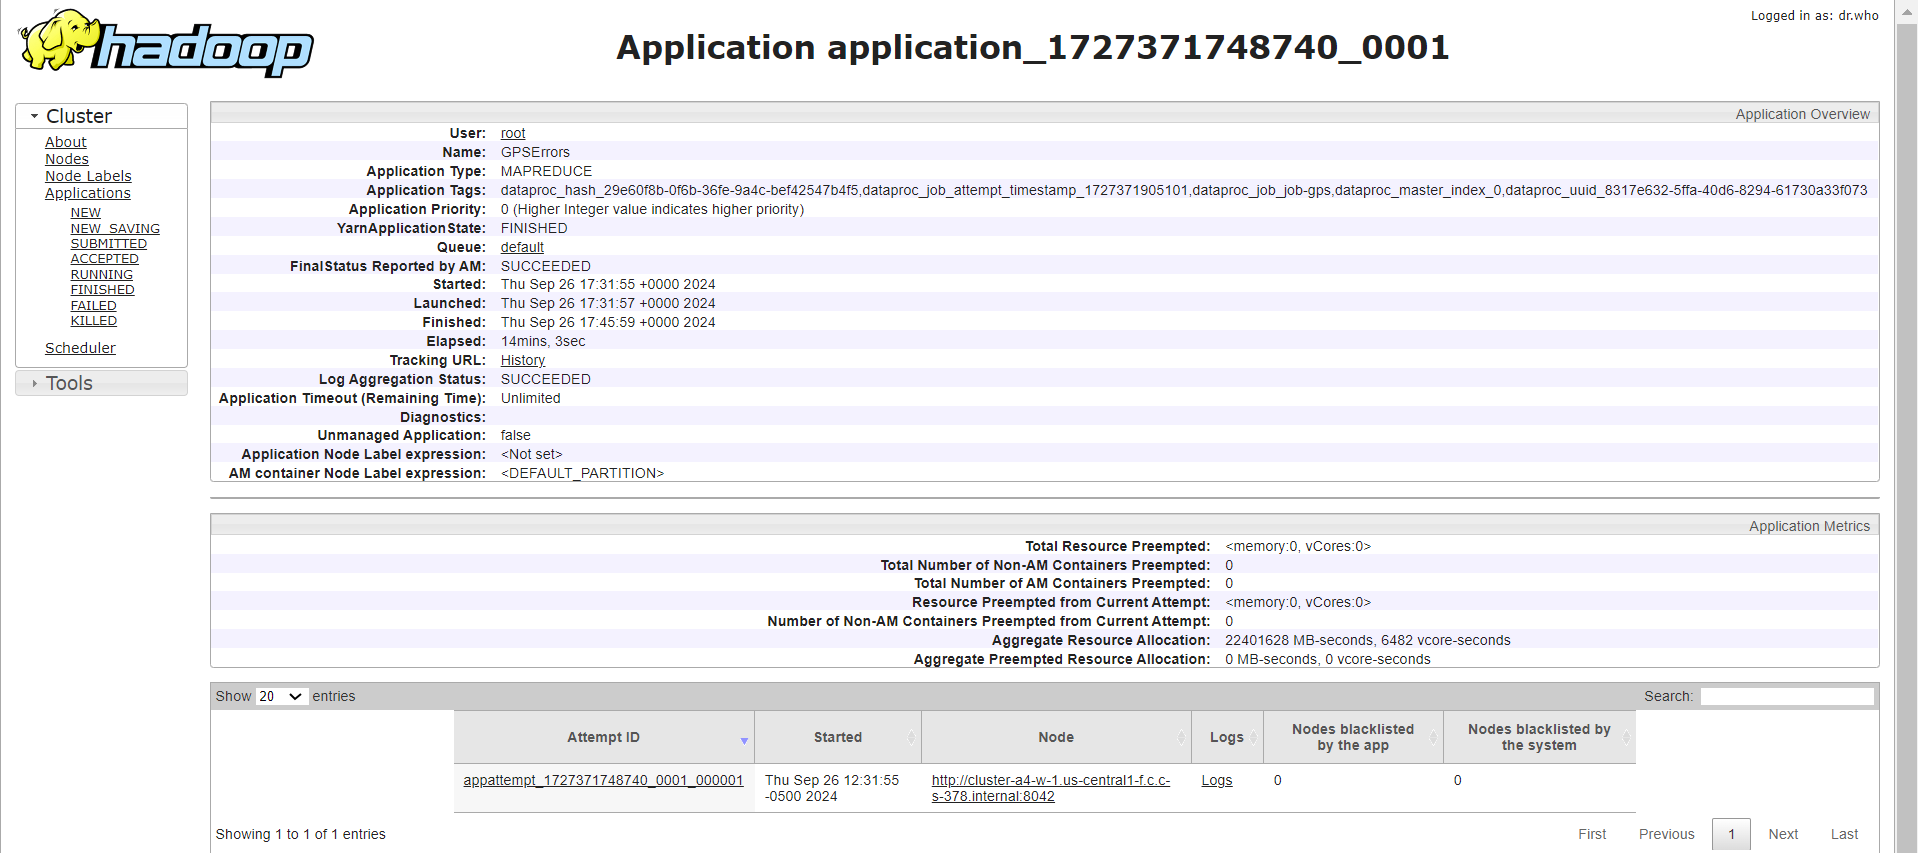 hadoop
Logged in as: dr.who
Application application_1727371748740_0001
Cluster
About
Nodes
Node Labels
Applications
NEW
NEW_SAVING
SUBMITTED
ACCEPTED
RUNNING
FINISHED
FAILED
KILLED
Scheduler
Tools
Application Overview
User: root
Name: GPSErrors
Application Type: MAPREDUCE
Application Tags: dataproc_hash_29e60f8b-0f6b-36fe-9a4c-bef42547b4f5,dataproc_job_attempt_timestamp_1727371905101,dataproc_job_job-gps,dataproc_master_index_0,dataproc_uuid_8317e632-5ffa-40d6-8294-61730a33f073
Application Priority: 0 (Higher Integer value indicates higher priority)
YarnApplicationState: FINISHED
Queue: default
FinalStatus Reported by AM: SUCCEEDED
Started: Thu Sep 26 17:31:55 +0000 2024
Launched: Thu Sep 26 17:31:57 +0000 2024
Finished: Thu Sep 26 17:45:59 +0000 2024
Elapsed: 14mins, 3sec
Tracking URL: History
Log Aggregation Status: SUCCEEDED
Application Timeout (Remaining Time): Unlimited
Diagnostics:
Unmanaged Application: false
Application Node Label expression: <Not set>
AM container Node Label expression: <DEFAULT_PARTITION>
Application Metrics
Total Resource Preempted: <memory:0, vCores:0>
Total Number of Non-AM Containers Preempted: 0
Total Number of AM Containers Preempted: 0
Resource Preempted from Current Attempt: <memory:0, vCores:0>
Number of Non-AM Containers Preempted from Current Attempt: 0
Aggregate Resource Allocation: 22401628 MB-seconds, 6482 vcore-seconds
Aggregate Preempted Resource Allocation: 0 MB-seconds, 0 vcore-seconds
Show 20 entries
Search:
Attempt ID Started Node Logs Nodes blacklisted by the app Nodes blacklisted by the system
appattempt_1727371748740_0001_000001 Thu Sep 26 12:31:55 -0500 2024 http://cluster-a4-w-1.us-central1-f.c.c-s-378.internal:8042 Logs 0 0
Showing 1 to 1 of 1 entries
First Previous 1 Next Last